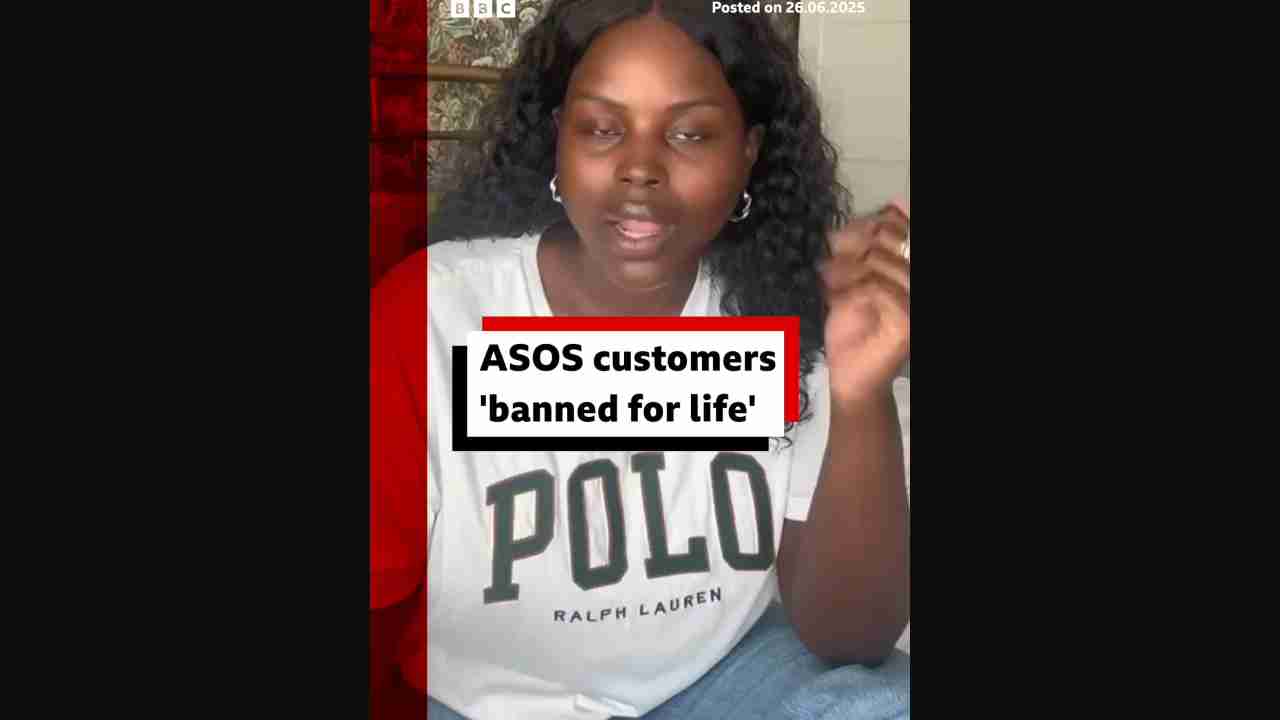 BBC
Posted on 26.06.2025
ASOS customers
'banned for life'
POLO
RALPH LAUREN